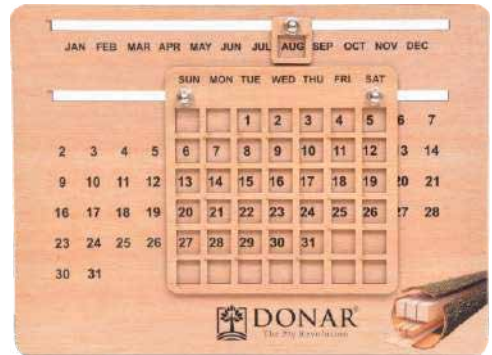 JAN FEB MAR APR MAY JUN JUL AUG SEP OCT NOV DEC
SUN MON TUE WED THU FRI SAT
1 2 3 4 5 6 7
2 3 4 5 6 7 8 9 10 11 12 13 14
9 10 11 12 13 14 15 16 17 18 19 20 21
16 17 18 19 20 21 22 23 24 25 26 27 28
23 24 25 26 27 28 29 30 31
30 31
DONAR®
The Ply Revolution